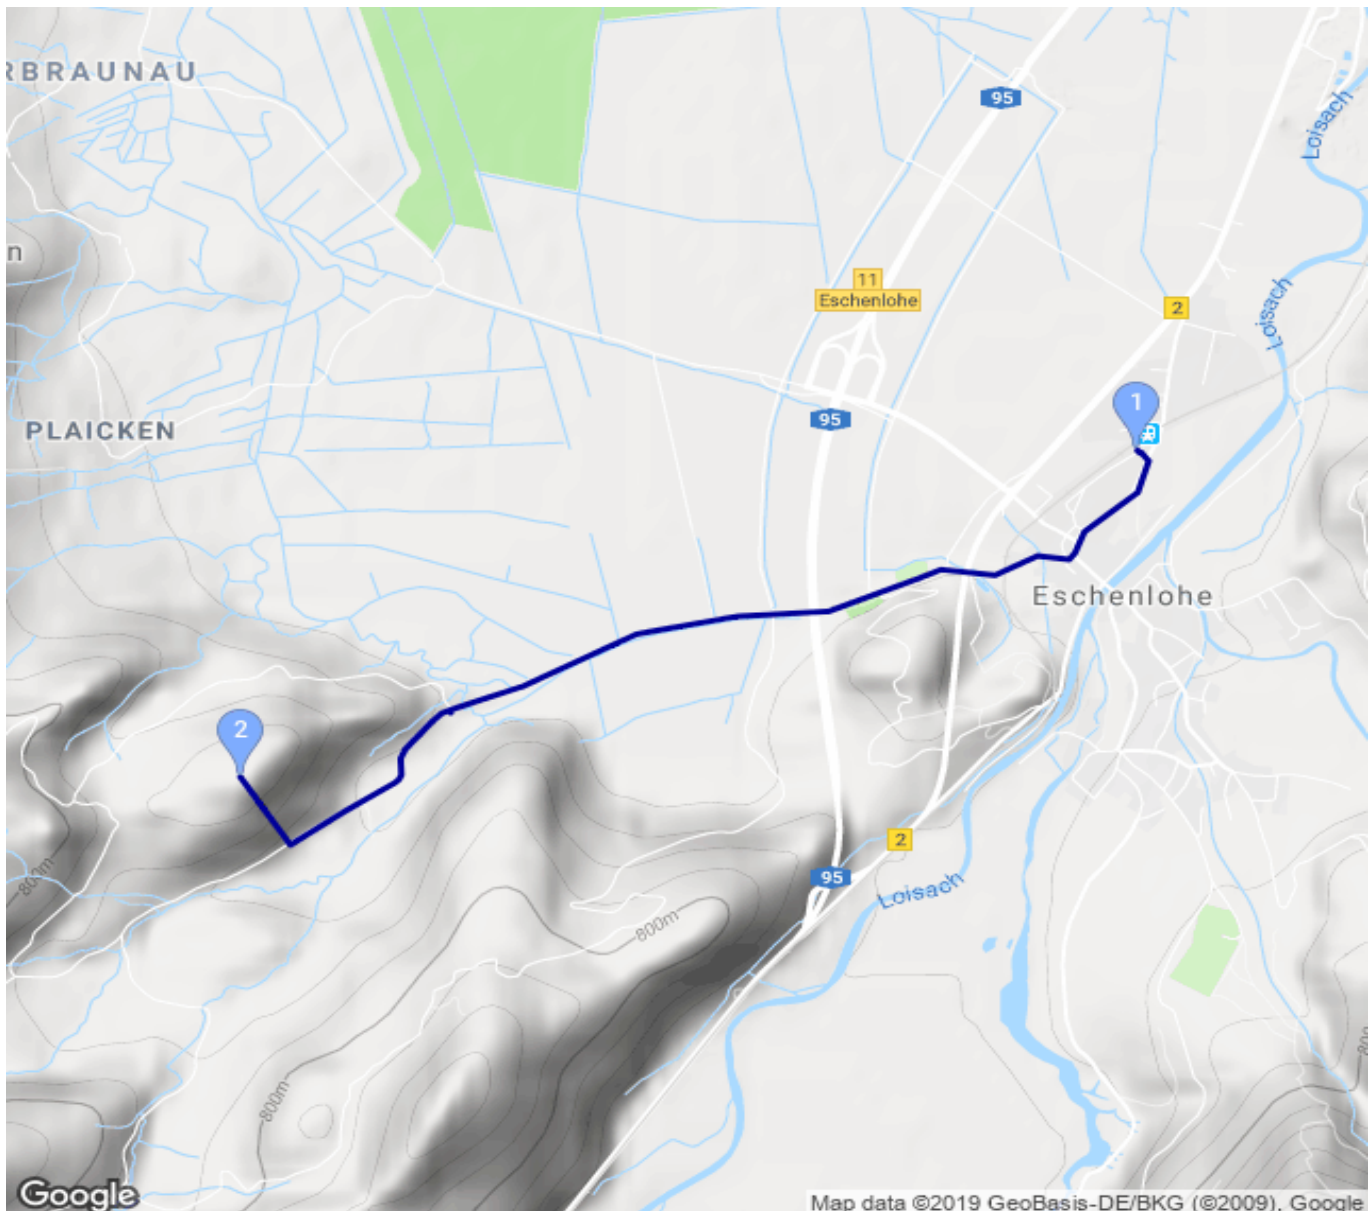 RBRAUNAU
95
Loisach
n
11
Eschenlohe
2
Loisach
1
95
PLAICKEN
Eschenlohe
2
2
95
800m
Loisach
800m
800m
Google
Map data ©2019 GeoBasis-DE/BKG (©2009), Google